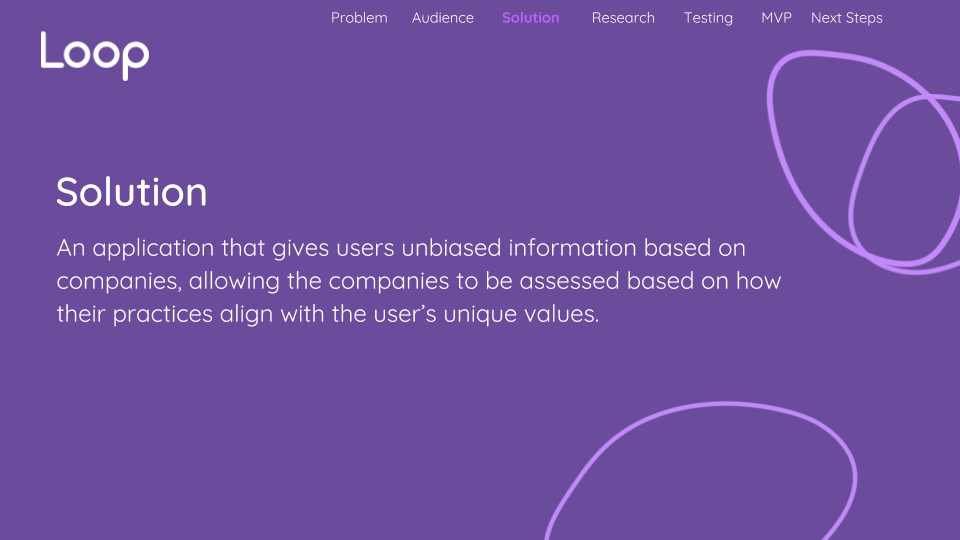 Problem Audience Solution Research Testing MVP Next Steps
Loop
Solution
An application that gives users unbiased information based on
companies, allowing the companies to be assessed based on how
their practices align with the user’s unique values.